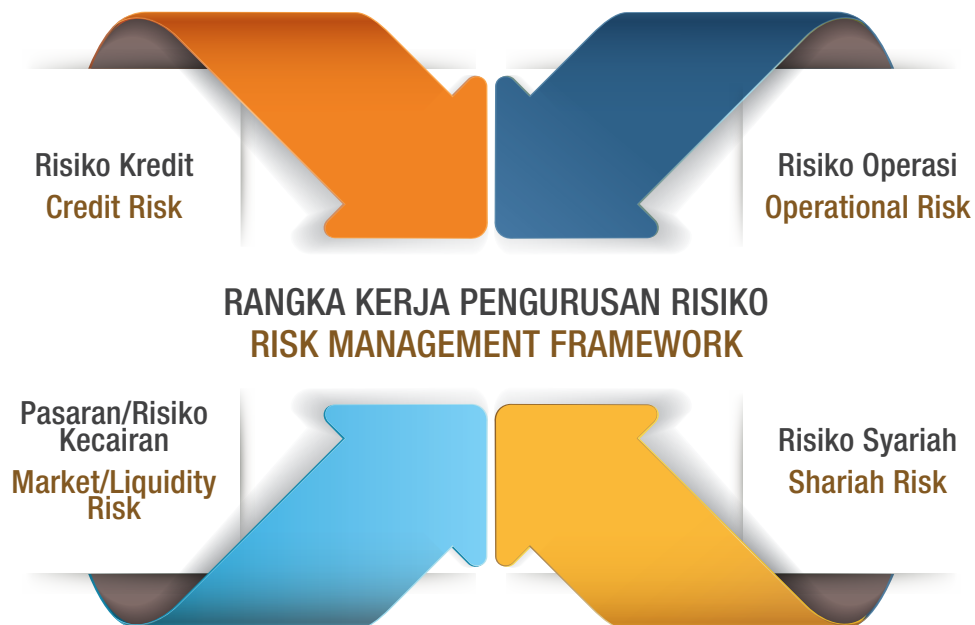 Risiko Kredit
Credit Risk
Risiko Operasi
Operational Risk
RANGKA KERJA PENGURUSAN RISIKO
RISK MANAGEMENT FRAMEWORK
Pasaran/Risiko
Kecairan
Market/Liquidity
Risk
Risiko Syariah
Shariah Risk